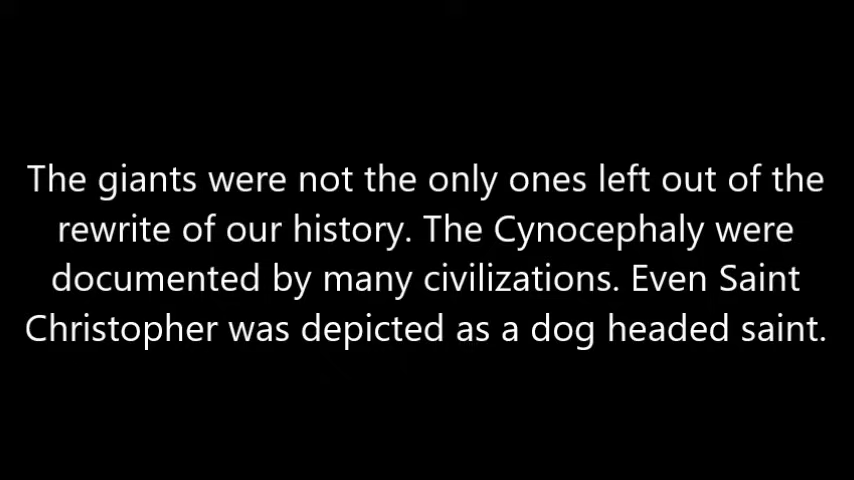 The giants were not the only ones left out of the
rewrite of our history. The Cynocephaly were
documented by many civilizations. Even Saint
Christopher was depicted as a dog headed saint.